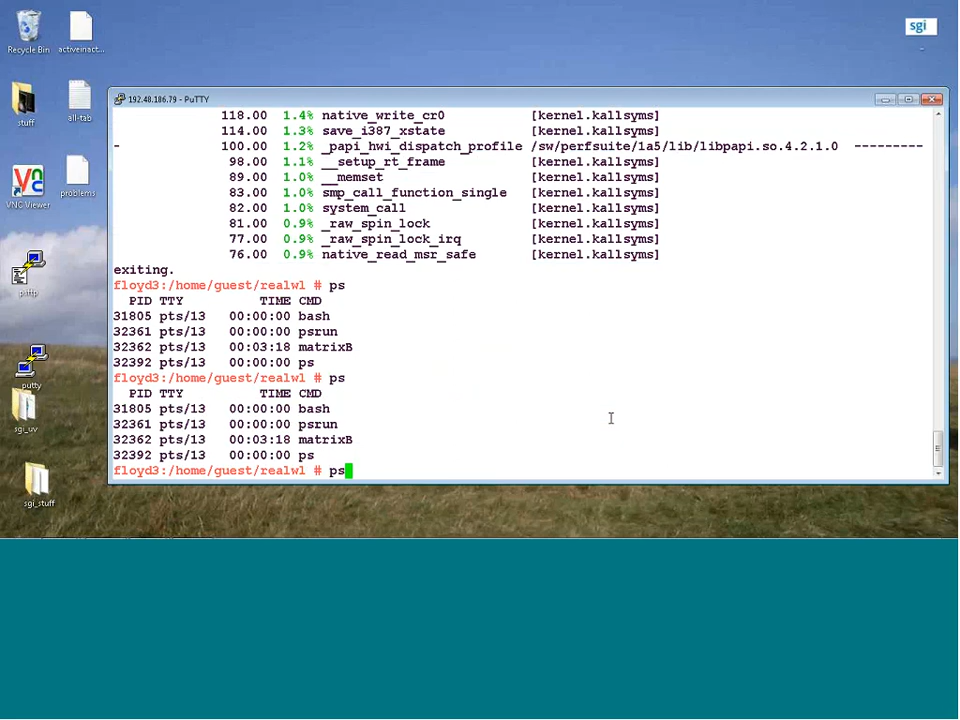 Recycle Bin
activeinact...
sgi
stuff
all-tab
VNC Viewer
problems
psftp
putty
sgi_uv
sgi_stuff
192.48.186.79 - PuTTY
118.00 1.4% native_write_cr0 [kernel.kallsyms]
114.00 1.3% save_i387_xstate [kernel.kallsyms]
- 100.00 1.2% _papi_hwi_dispatch_profile /sw/perfsuite/1a5/lib/libpapi.so.4.2.1.0 ---------
98.00 1.1% __setup_rt_frame [kernel.kallsyms]
89.00 1.0% __memset [kernel.kallsyms]
83.00 1.0% smp_call_function_single [kernel.kallsyms]
82.00 1.0% system_call [kernel.kallsyms]
81.00 0.9% _raw_spin_lock [kernel.kallsyms]
77.00 0.9% _raw_spin_lock_irq [kernel.kallsyms]
76.00 0.9% native_read_msr_safe [kernel.kallsyms]
exiting.
floyd3:/home/guest/realwl # ps
PID TTY TIME CMD
31805 pts/13 00:00:00 bash
32361 pts/13 00:00:00 psrun
32362 pts/13 00:03:18 matrixB
32392 pts/13 00:00:00 ps
floyd3:/home/guest/realwl # ps
PID TTY TIME CMD
31805 pts/13 00:00:00 bash
32361 pts/13 00:00:00 psrun
32362 pts/13 00:03:18 matrixB
32392 pts/13 00:00:00 ps
floyd3:/home/guest/realwl # ps